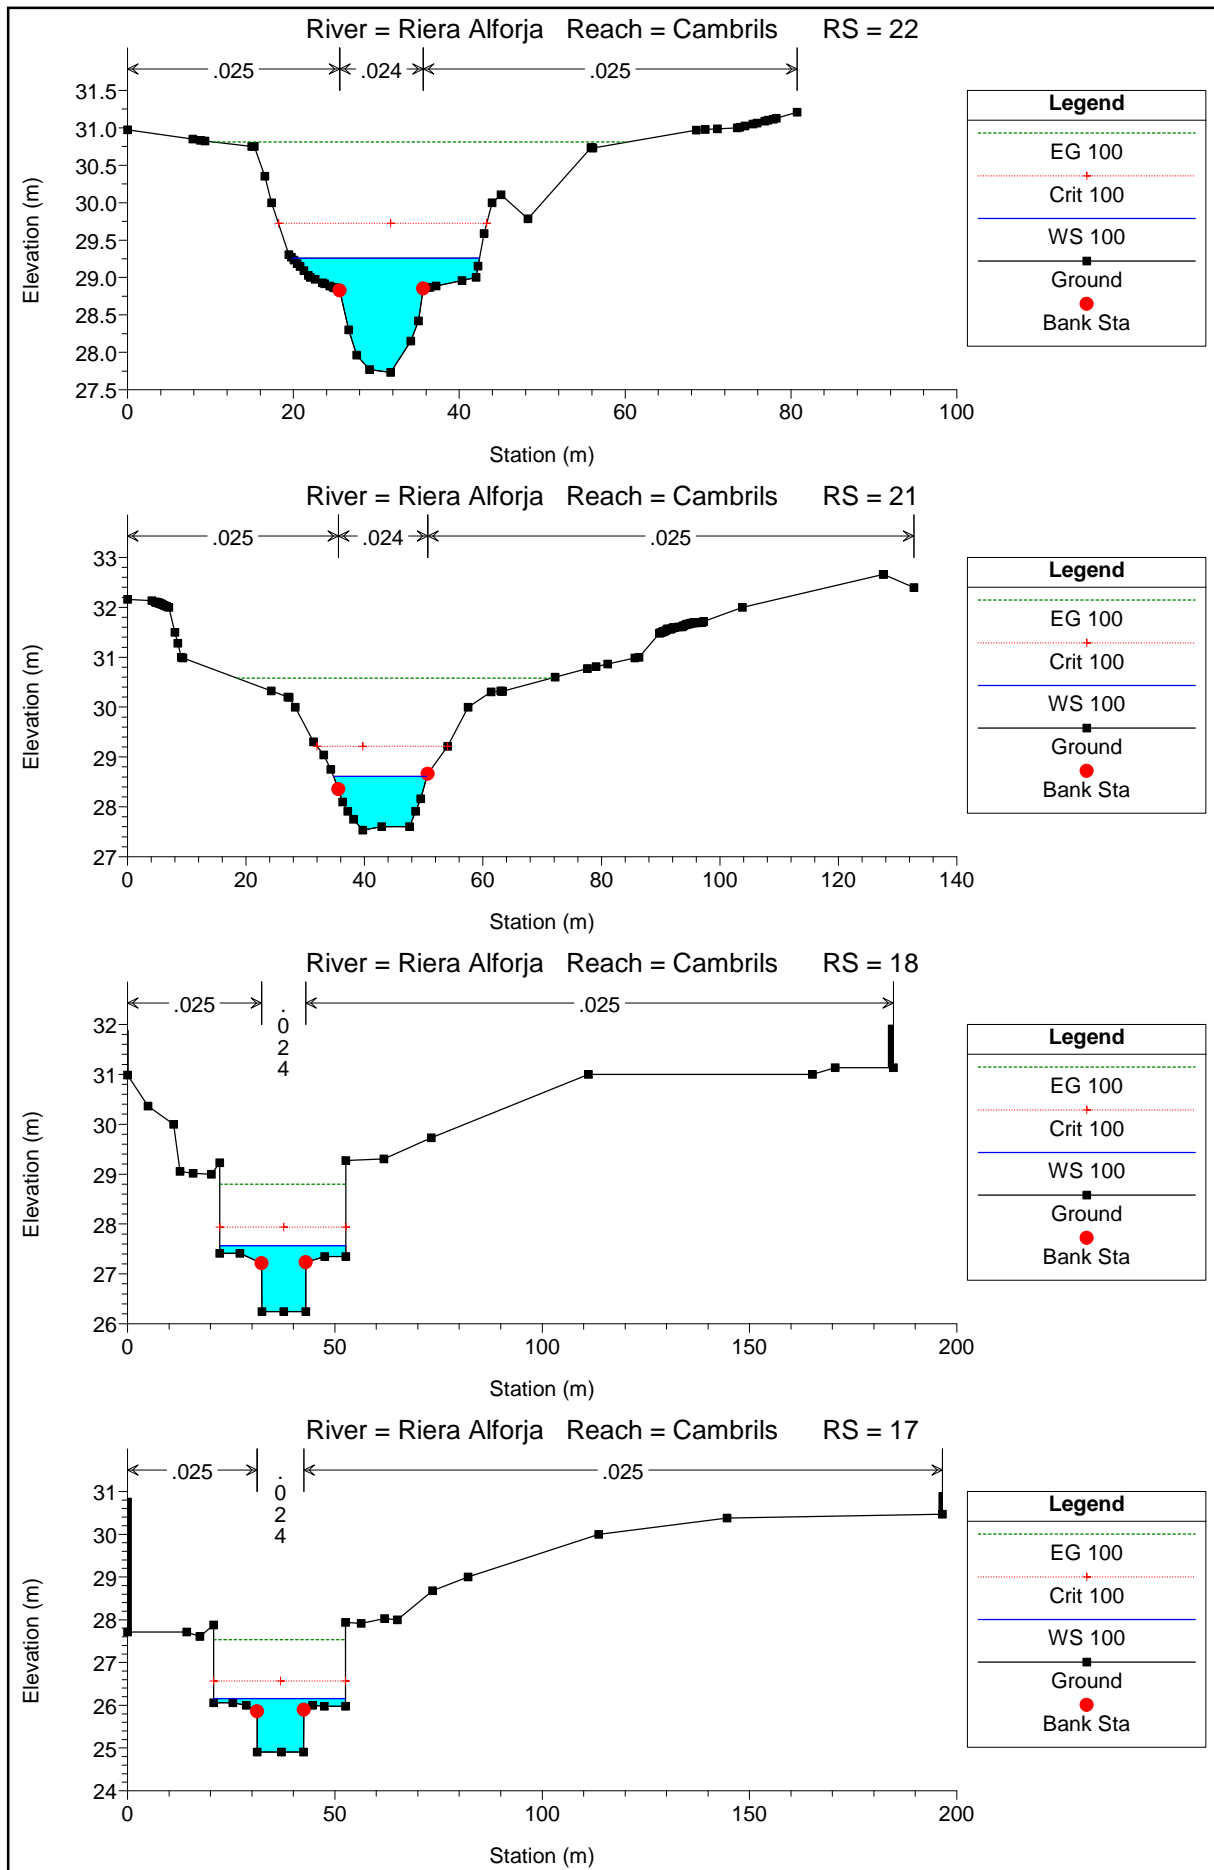 River = Riera Alforja Reach = Cambrils RS = 22
.025 .024 .025
31.5
31.0
30.5
30.0
29.5
29.0
28.5
28.0
27.5
Elevation (m)
0 20 40 60 80 100
Station (m)
Legend
EG 100
Crit 100
WS 100
Ground
Bank Sta
River = Riera Alforja Reach = Cambrils RS = 21
.025 .024 .025
33
32
31
30
29
28
27
Elevation (m)
0 20 40 60 80 100 120 140
Station (m)
Legend
EG 100
Crit 100
WS 100
Ground
Bank Sta
River = Riera Alforja Reach = Cambrils RS = 18
.025 .024 .025
32
31
30
29
28
27
26
Elevation (m)
0 50 100 150 200
Station (m)
Legend
EG 100
Crit 100
WS 100
Ground
Bank Sta
River = Riera Alforja Reach = Cambrils RS = 17
.025 .024 .025
31
30
29
28
27
26
25
24
Elevation (m)
0 50 100 150 200
Station (m)
Legend
EG 100
Crit 100
WS 100
Ground
Bank Sta